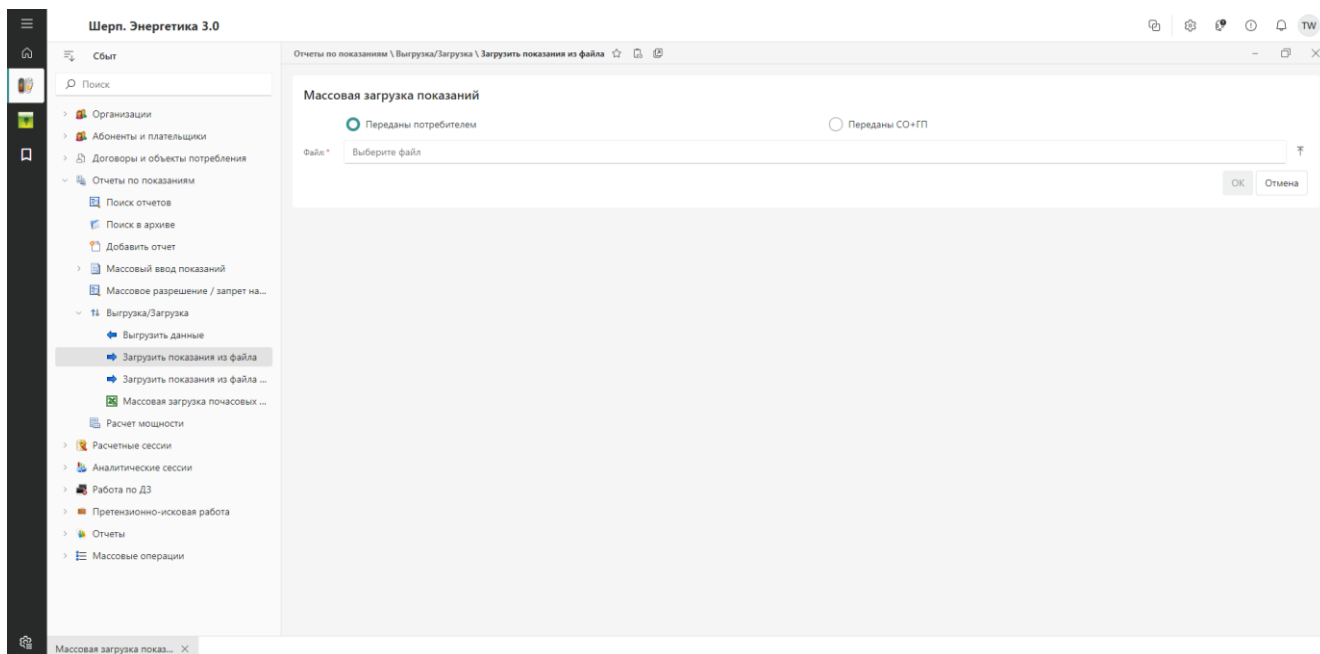 Шерп. Энергетика 3.0
TW
Сбыт
Отчеты по показаниям \ Выгрузка/Загрузка \ Загрузить показания из файла
Поиск
Организации
Абоненты и плательщики
Договоры и объекты потребления
Отчеты по показаниям
Поиск отчетов
Поиск в архиве
Добавить отчет
Массовый ввод показаний
Массовое разрешение / запрет на...
Выгрузка/Загрузка
Выгрузить данные
Загрузить показания из файла
Загрузить показания из файла ...
Массовая загрузка почасовых ...
Расчет мощности
Расчетные сессии
Аналитические сессии
Работа по ДЗ
Претензионно-исковая работа
Отчеты
Массовые операции
Массовая загрузка показаний
Переданы потребителем
Переданы СО+ГП
Файл * Выберите файл
ОК Отмена
Массовая загрузка показ...